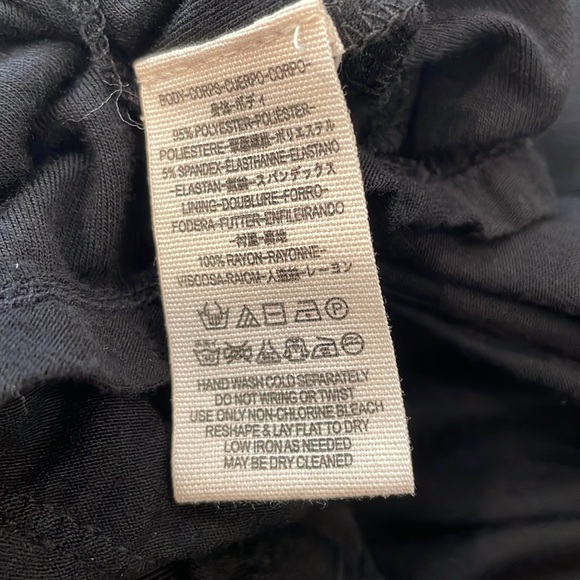 BODY-CORPS-CUERPO-CORPO-
身体-ボディ
95% POLYESTER-POLIESTER-
POLIESTERE-聚酯纖維-ポリエステル
5% SPANDEX-ÉLASTHANNE-ELASTANO
ELASTAN-氨綸-スパンデックス
LINING-DOUBLURE-FORRO-
FODERA-FUTTER-ENFILEIRANDO
-衬里-裏地
100% RAYON-RAYONNE-
VISCOSA-RAIOM-人造絲-レーヨン
HAND WASH COLD SEPARATELY
DO NOT WRING OR TWIST
USE ONLY NON-CHLORINE BLEACH
RESHAPE & LAY FLAT TO DRY
LOW IRON AS NEEDED
MAY BE DRY CLEANED